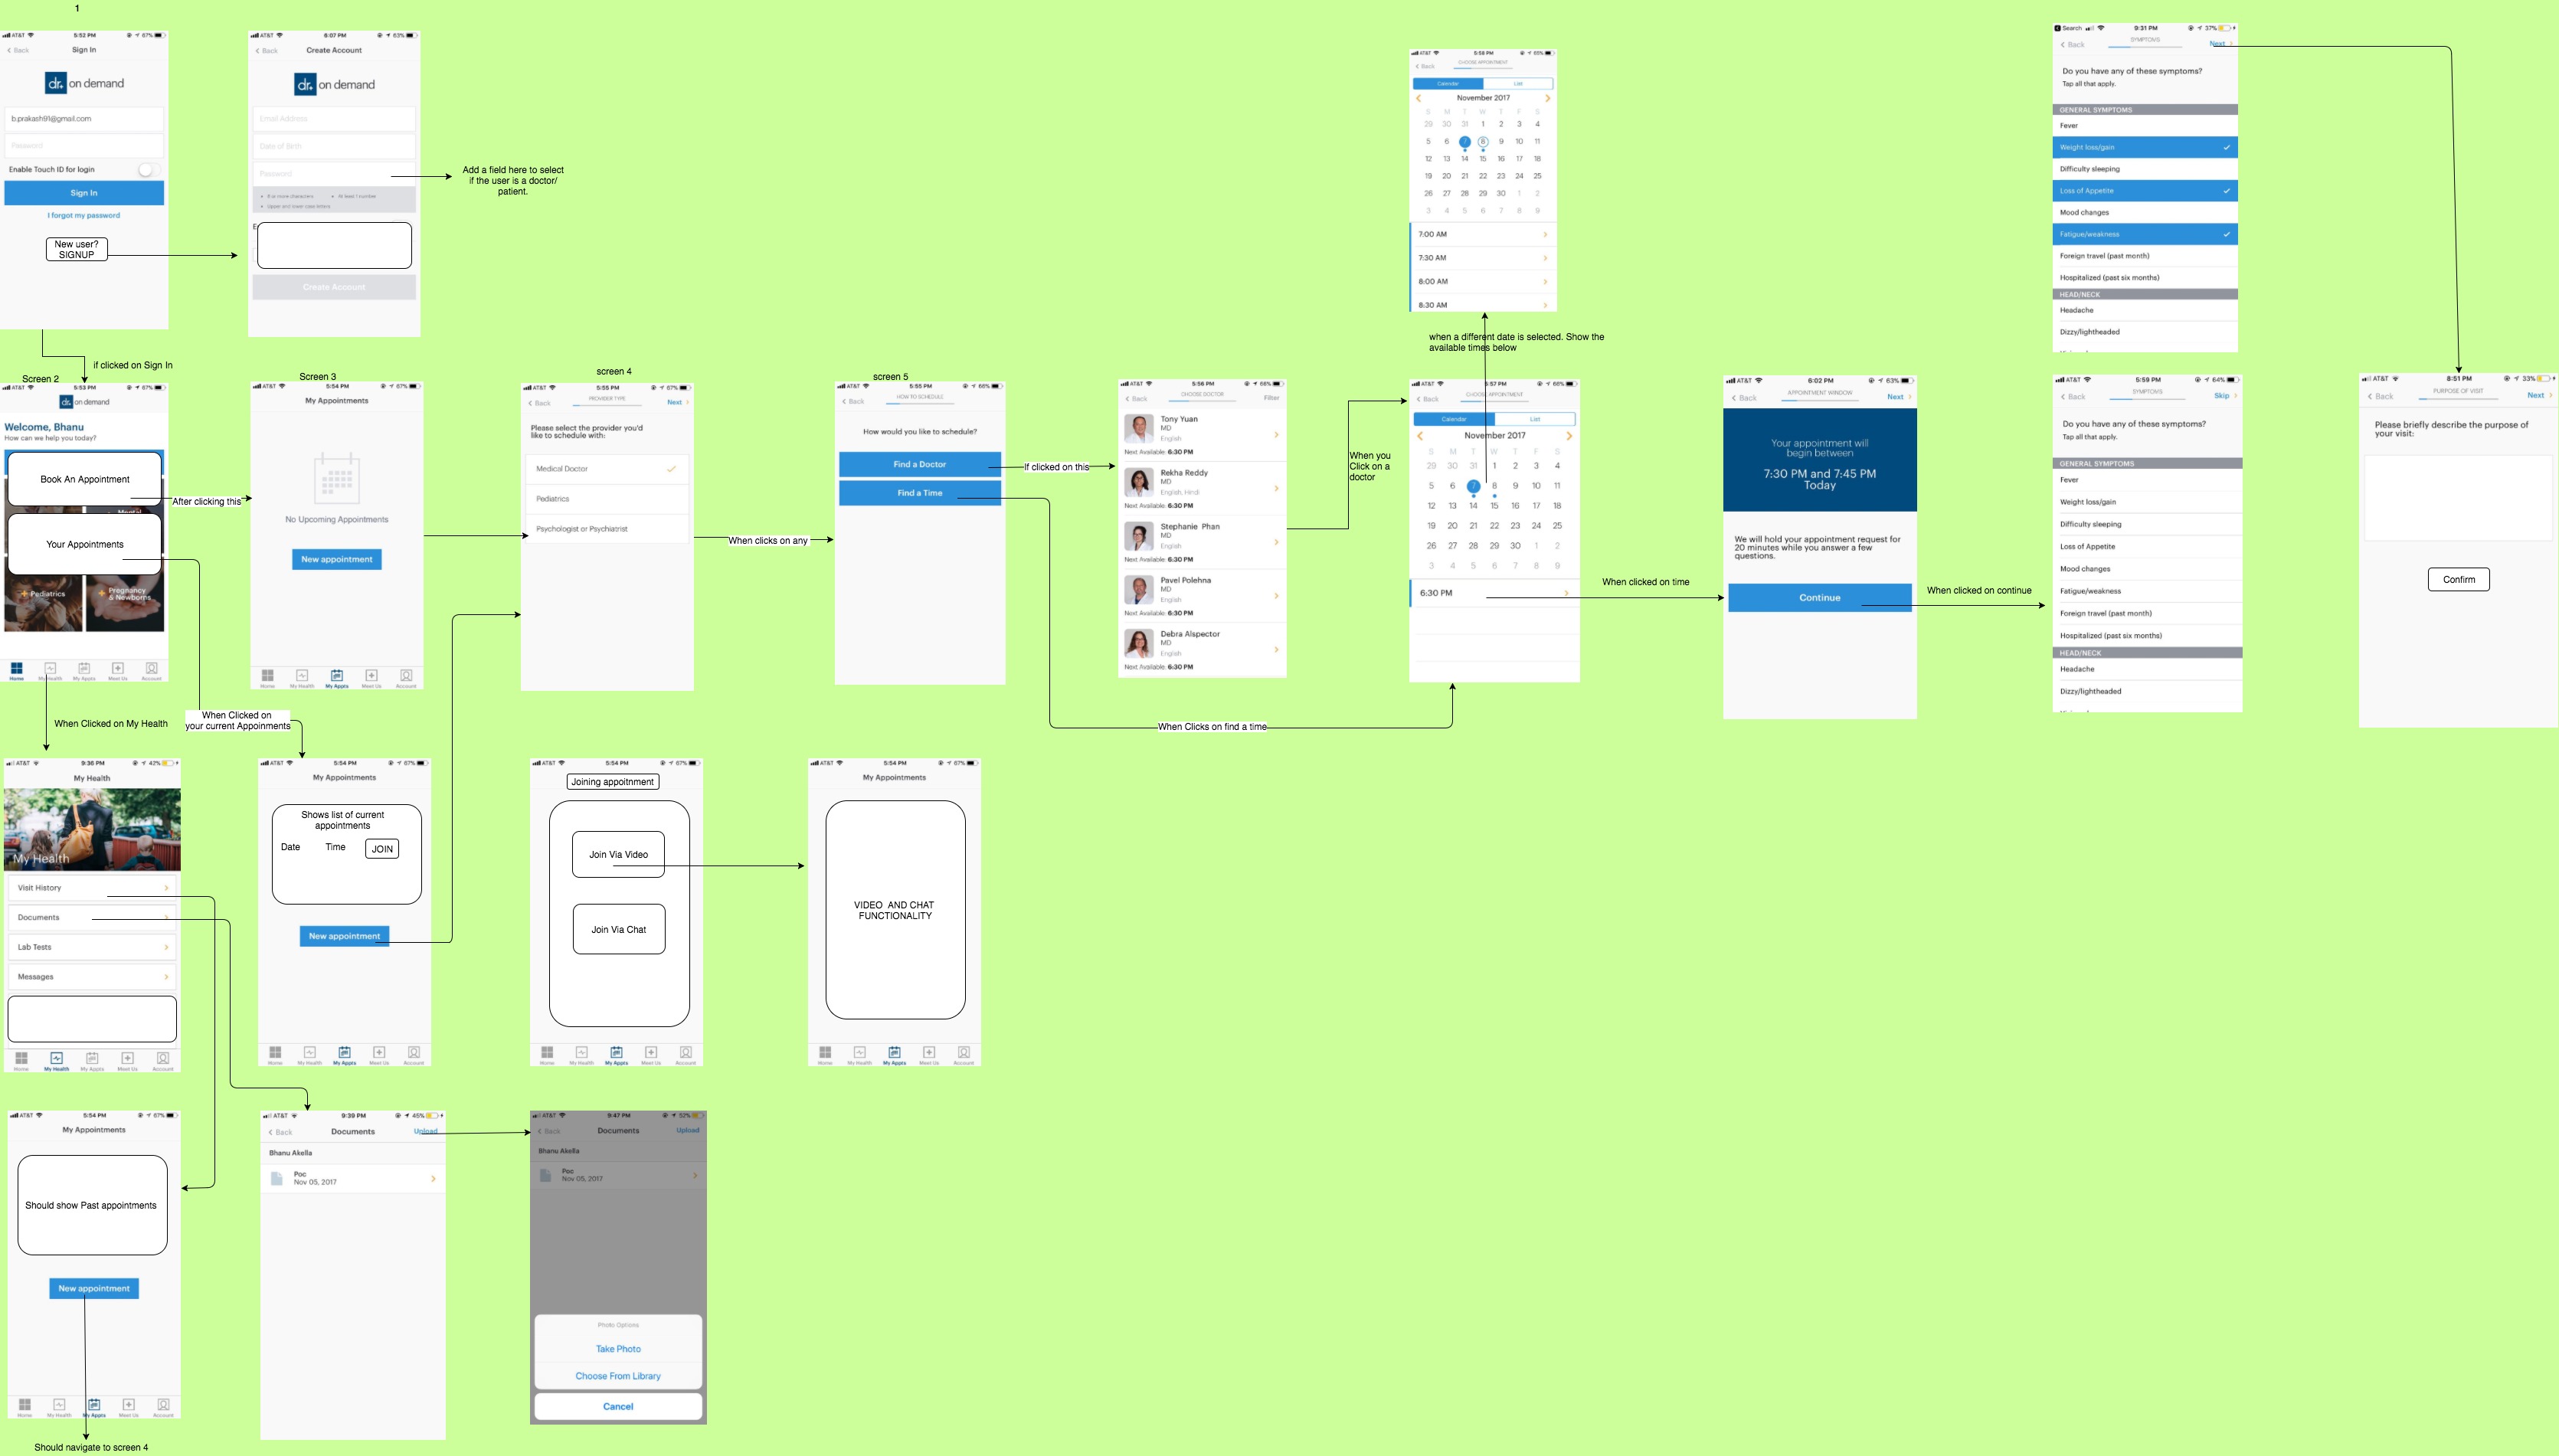 1
AT&T 5:52 PM 67%
Back Sign In
dr+ on demand
b.prakash91@gmail.com
Password
Enable Touch ID for login
Sign In
I forgot my password
New user?
SIGNUP
AT&T 6:07 PM 63%
Back Create Account
dr+ on demand
Email Address
Date of Birth
Password
8 or more characters At least 1 number
Upper and lower case letters
Create Account
Add a field here to select
if the user is a doctor/
patient.
AT&T 5:58 PM 66%
CHOOSE APPOINTMENT
Back
Calendar List
November 2017
S M T W T F S
29 30 31 1 2 3 4
5 6 7 8 9 10 11
12 13 14 15 16 17 18
19 20 21 22 23 24 25
26 27 28 29 30 1 2
3 4 5 6 7 8 9
7:00 AM
7:30 AM
8:00 AM
8:30 AM
when a different date is selected. Show the
available times below
Search 9:31 PM 37%
SYMPTOMS
Back Next
Do you have any of these symptoms?
Tap all that apply.
GENERAL SYMPTOMS
Fever
Weight loss/gain
Difficulty sleeping
Loss of Appetite
Mood changes
Fatigue/weakness
Foreign travel (past month)
Hospitalized (past six months)
HEAD/NECK
Headache
Dizzy/lightheaded
if clicked on Sign In
Screen 2
AT&T 5:53 PM 67%
dr+ on demand
Welcome, Bhanu
How can we help you today?
Book An Appointment
Mental
Your Appointments
Pediatrics
Pregnancy
& Newborns
Home My Health My Appts Meet Us Account
After clicking this
Screen 3
AT&T 5:54 PM 67%
My Appointments
No Upcoming Appointments
New appointment
Home My Health My Appts Meet Us Account
screen 4
AT&T 5:55 PM 67%
PROVIDER TYPE
Back Next
Please select the provider you'd
like to schedule with:
Medical Doctor
Pediatrics
Psychologist or Psychiatrist
When clicks on any
screen 5
AT&T 5:55 PM 66%
HOW TO SCHEDULE
Back
How would you like to schedule?
Find a Doctor
Find a Time
If clicked on this
AT&T 5:56 PM 66%
CHOOSE DOCTOR
Back Filter
Tony Yuan
MD
English
Next Available: 6:30 PM
Rekha Reddy
MD
English, Hindi
Next Available: 6:30 PM
Stephanie Phan
MD
English
Next Available: 6:30 PM
Pavel Polehna
MD
English
Next Available: 6:30 PM
Debra Alspector
MD
English
Next Available: 6:30 PM
When you
Click on a
doctor
AT&T 5:57 PM 66%
CHOOSE APPOINTMENT
Back
Calendar List
November 2017
S M T W T F S
29 30 31 1 2 3 4
5 6 7 8 9 10 11
12 13 14 15 16 17 18
19 20 21 22 23 24 25
26 27 28 29 30 1 2
3 4 5 6 7 8 9
6:30 PM
When Clicks on find a time
When clicked on time
AT&T 6:02 PM 63%
APPOINTMENT WINDOW
Back Next
Your appointment will
begin between
7:30 PM and 7:45 PM
Today
We will hold your appointment request for
20 minutes while you answer a few
questions.
Continue
When clicked on continue
AT&T 5:59 PM 64%
SYMPTOMS
Back Skip
Do you have any of these symptoms?
Tap all that apply.
GENERAL SYMPTOMS
Fever
Weight loss/gain
Difficulty sleeping
Loss of Appetite
Mood changes
Fatigue/weakness
Foreign travel (past month)
Hospitalized (past six months)
HEAD/NECK
Headache
Dizzy/lightheaded
AT&T 8:51 PM 33%
PURPOSE OF VISIT
Back Next
Please briefly describe the purpose of
your visit:
Confirm
When Clicked on My Health
When Clicked on
your current Appoinments
AT&T 9:36 PM 42%
My Health
My Health
Visit History
Documents
Lab Tests
Messages
Home My Health My Appts Meet Us Account
AT&T 5:54 PM 67%
My Appointments
Shows list of current
appointments
Date Time JOIN
New appointment
Home My Health My Appts Meet Us Account
AT&T 5:54 PM 67%
Joining appoitnment
Join Via Video
Join Via Chat
Home My Health My Appts Meet Us Account
AT&T 5:54 PM 67%
My Appointments
VIDEO AND CHAT
FUNCTIONALITY
Home My Health My Appts Meet Us Account
AT&T 5:54 PM 67%
My Appointments
Should show Past appointments
New appointment
Home My Health My Appts Meet Us Account
Should navigate to screen 4
AT&T 9:39 PM 45%
Back Documents Upload
Bhanu Akella
Poc
Nov 05, 2017
AT&T 9:47 PM 52%
Back Documents Upload
Bhanu Akella
Poc
Nov 05, 2017
Photo Options
Take Photo
Choose From Library
Cancel